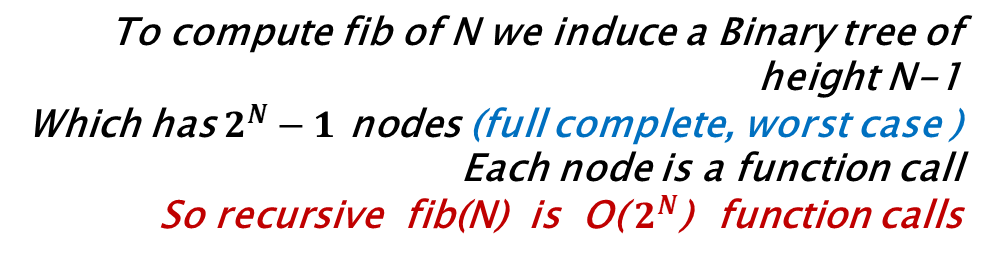 To compute fib of N we induce a Binary tree of
height N-1
Which has 2^N − 1 nodes (full complete, worst case )
Each node is a function call
So recursive fib(N) is O(2^N) function calls